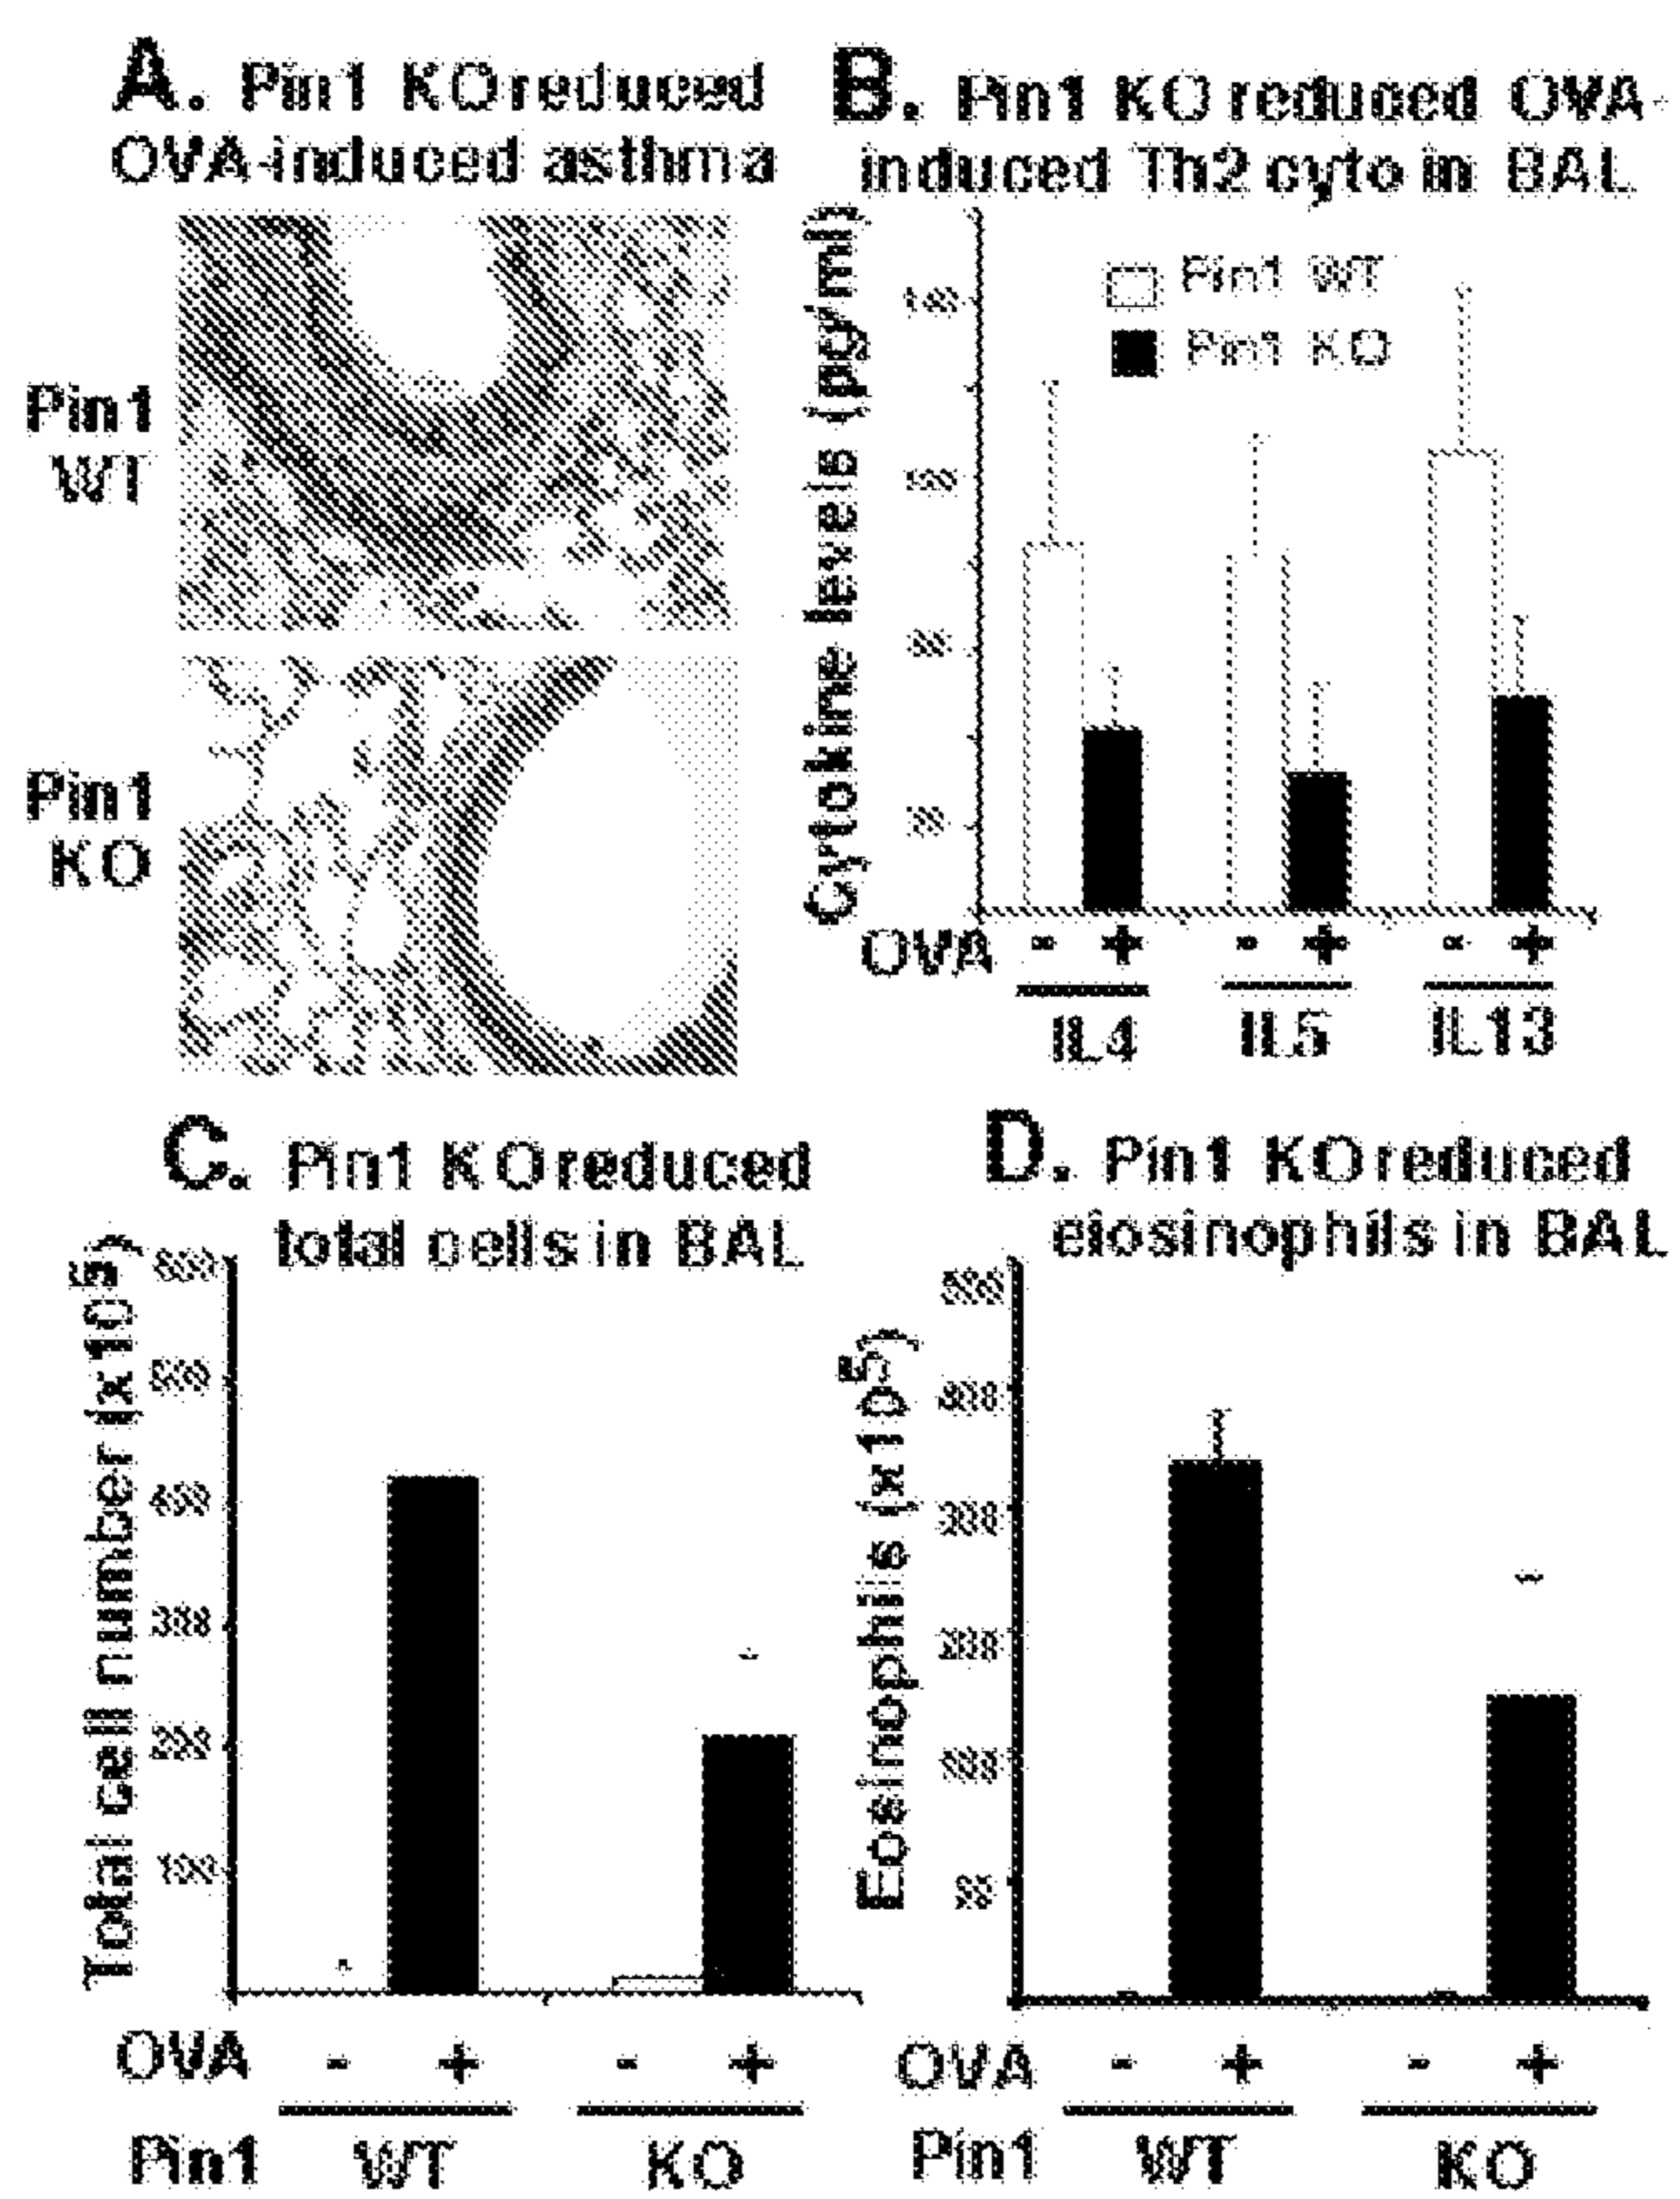 A. Pin1 KO reduced
OVA-induced asthma
Pin1
WT
Pin1
KO
B. Pin1 KO reduced OVA-
induced Th2 cyto in BAL
Cytokine levels (pg/ml)
Pin1 WT
Pin1 KO
OVA - + - + - +
IL4 IL5 IL13
C. Pin1 KO reduced
total cells in BAL
Total cell number (x105)
600
500
400
300
200
100
OVA - + - +
Pin1 WT KO
D. Pin1 KO reduced
eiosinophils in BAL
Eosinophils (x105)
OVA - + - +
Pin1 WT KO